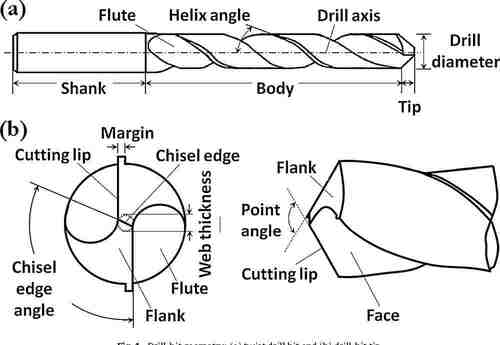 (a)
Flute
Helix angle
Drill axis
Drill
diameter
Shank
Body
Tip
(b)
Margin
Cutting lip
Chisel edge
Web thickness
Chisel
edge
angle
Flute
Flank
Flank
Point
angle
Cutting lip
Face